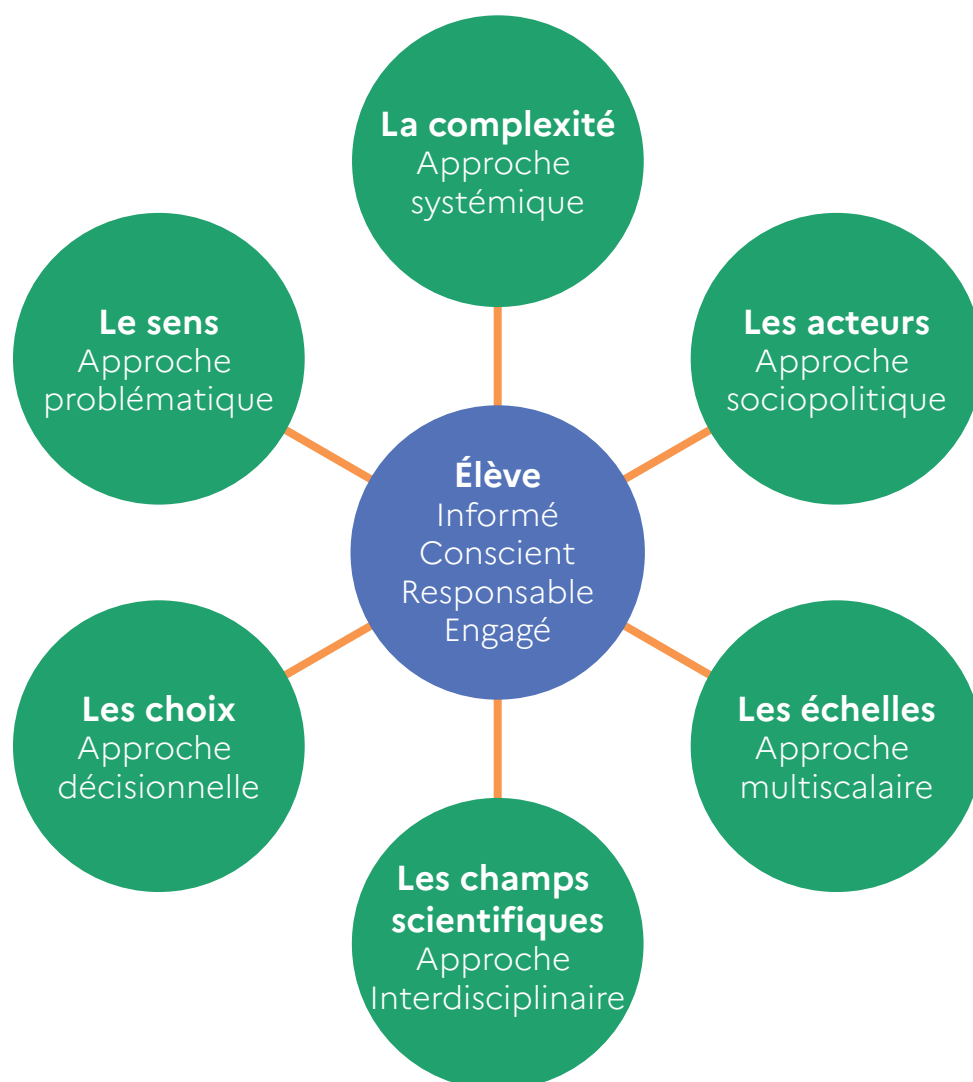 La complexité
Approche
systémique
Le sens
Approche
problématique
Les acteurs
Approche
sociopolitique
Élève
Informé
Conscient
Responsable
Engagé
Les choix
Approche
décisionnelle
Les échelles
Approche
multiscalaire
Les champs
scientifiques
Approche
Interdisciplinaire